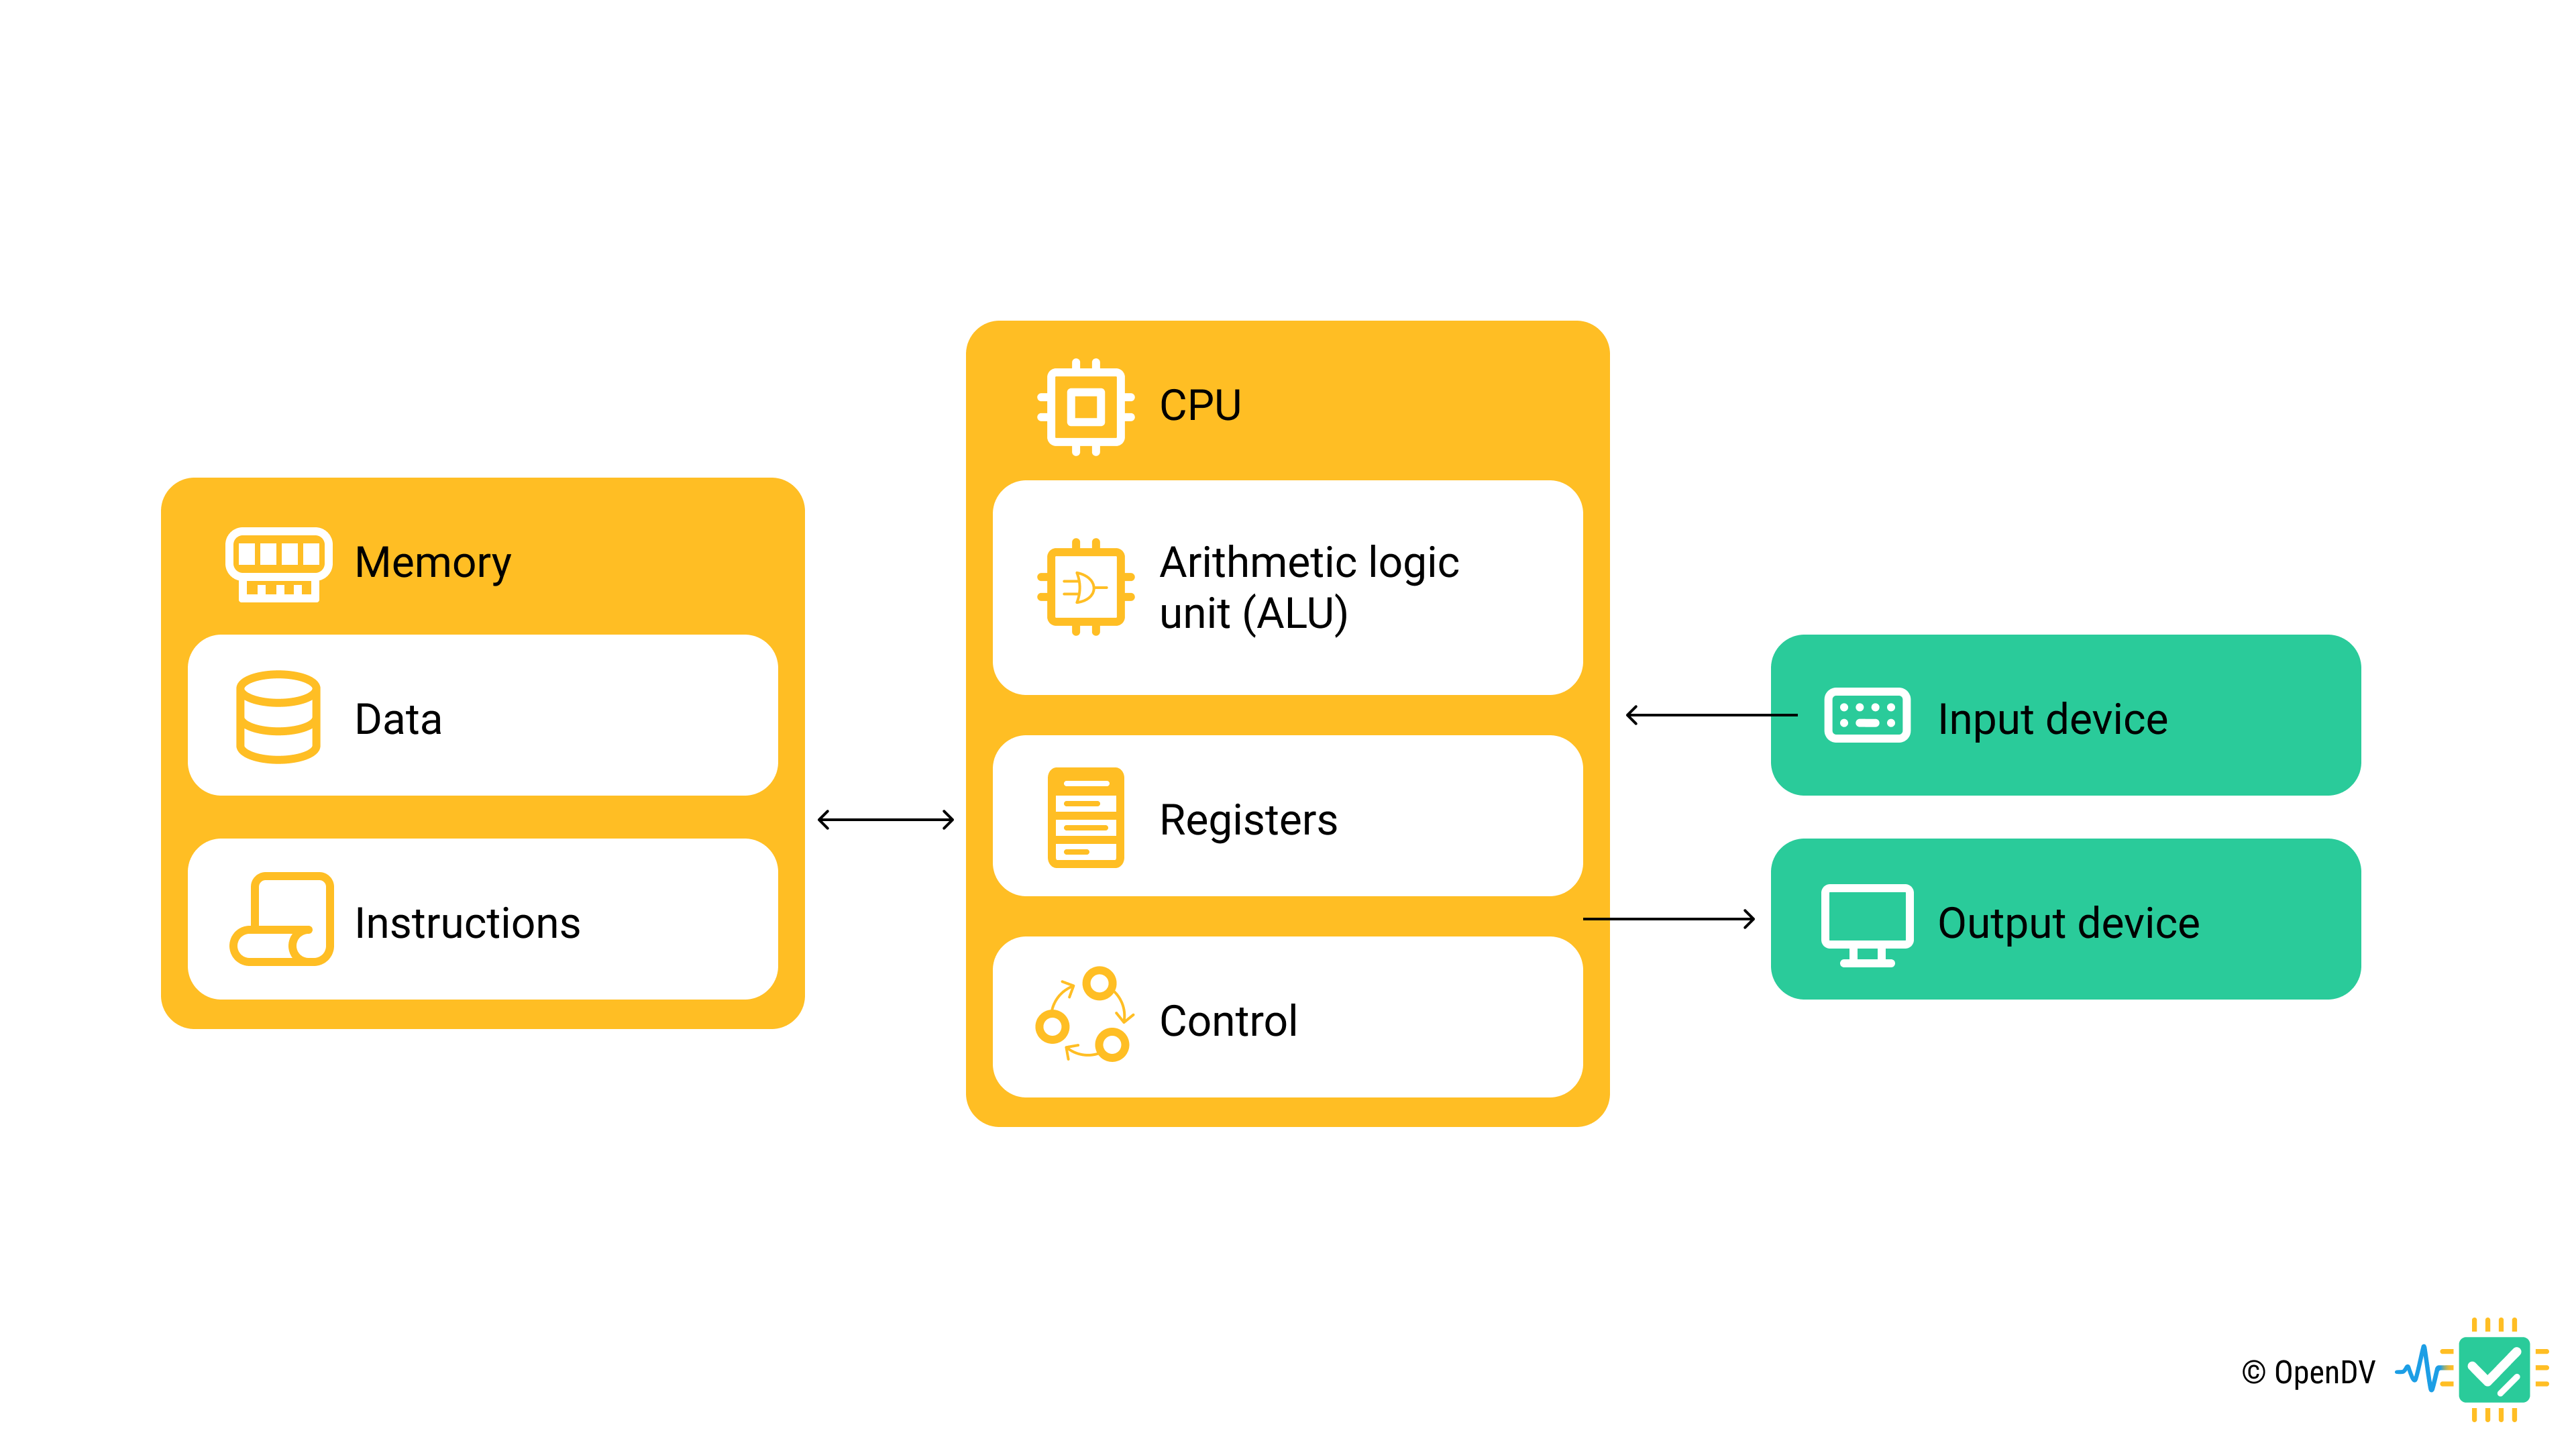 Memory
Data
Instructions
CPU
Arithmetic logic
unit (ALU)
Registers
Control
Input device
Output device
© OpenDV